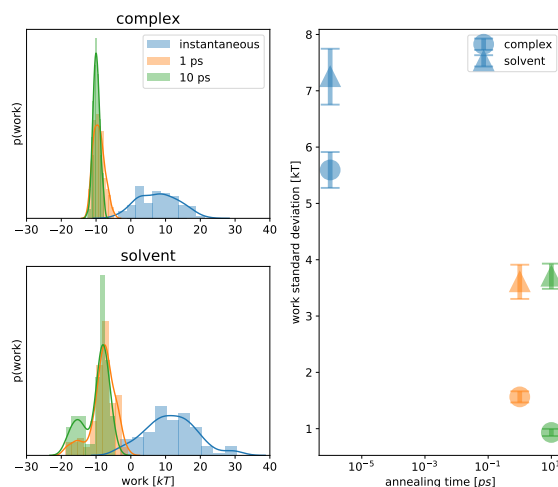 complex
p(work)
instantaneous
1 ps
10 ps
−30 −20 −10 0 10 20 30 40
solvent
p(work)
−30 −20 −10 0 10 20 30 40
work [kT]
work standard deviation [kT]
8
7
6
5
4
3
2
1
complex
solvent
10⁻⁵ 10⁻³ 10⁻¹ 10¹
annealing time [ps]